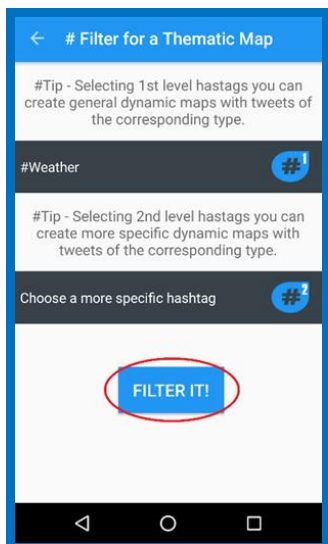 # Filter for a Thematic Map
#Tip - Selecting 1st level hastags you can
create general dynamic maps with tweets of
the corresponding type.
#Weather
#1
#Tip - Selecting 2nd level hastags you can
create more specific dynamic maps with
tweets of the corresponding type.
Choose a more specific hashtag
#2
FILTER IT!